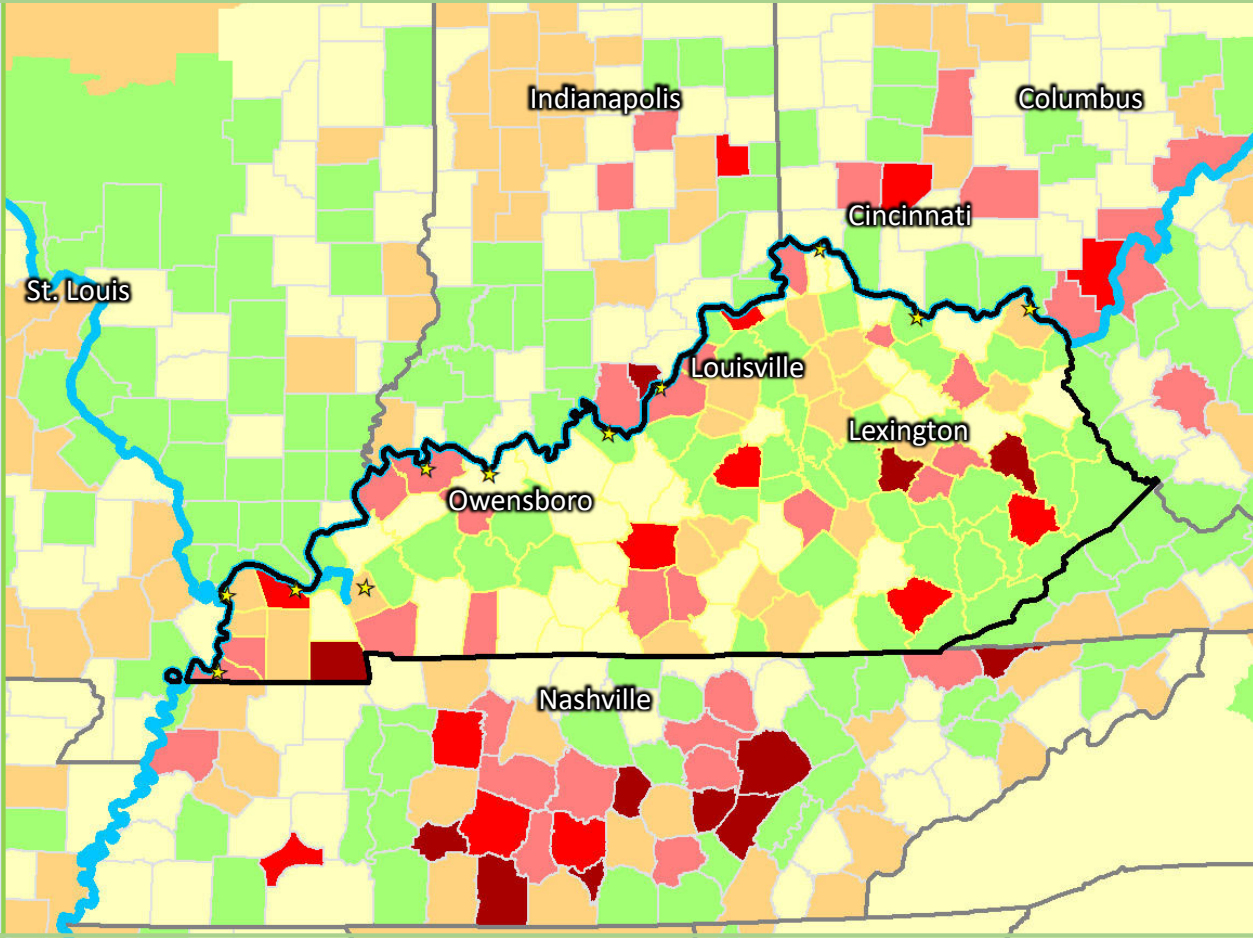 Indianapolis
Columbus
Cincinnati
St. Louis
Louisville
Lexington
Owensboro
Nashville